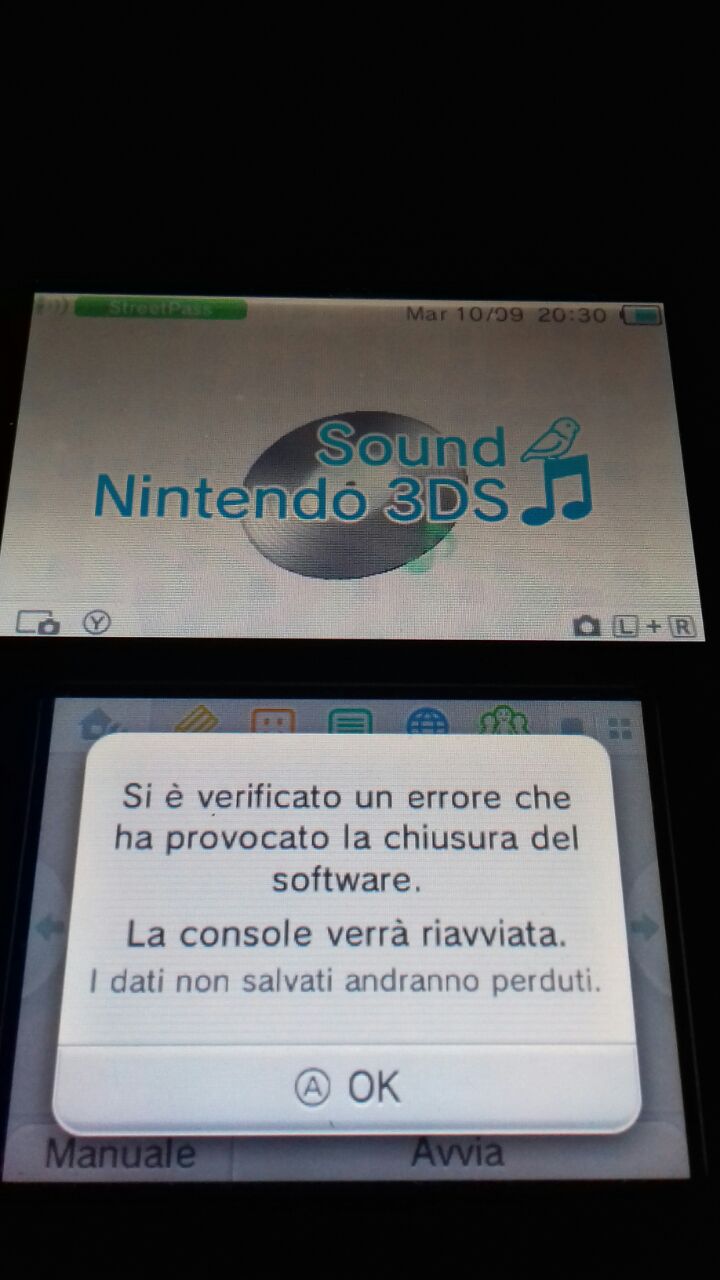 StreetPass
Mar 10/09 20:30
Sound
Nintendo 3DS
Y
L + R
Si è verificato un errore che
ha provocato la chiusura del
software.
La console verrà riavviata.
I dati non salvati andranno perduti.
A OK
Manuale
Avvia